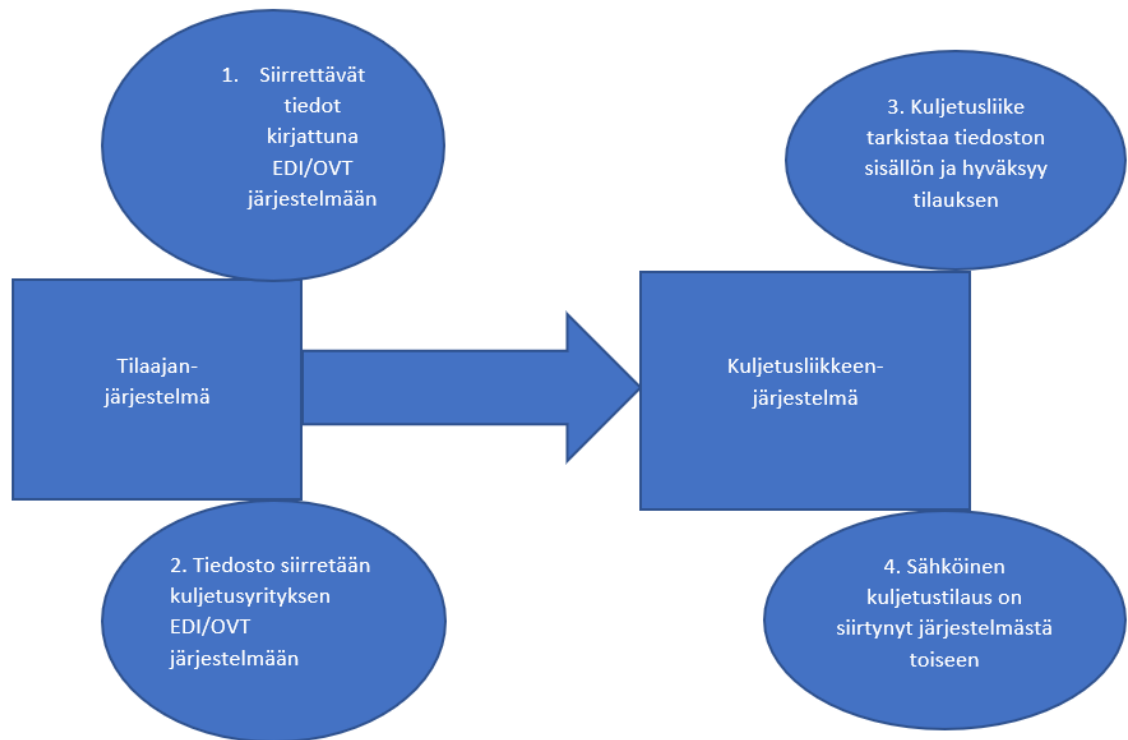 1. Siirrettävät
tiedot
kirjattuna
EDI/OVT
järjestelmään
Tilaajan-
järjestelmä
2. Tiedosto siirretään
kuljetusyrityksen
EDI/OVT
järjestelmään
3. Kuljetusliike
tarkistaa tiedoston
sisällön ja hyväksyy
tilauksen
Kuljetusliikkeen-
järjestelmä
4. Sähköinen
kuljetustilaus on
siirtynyt järjestelmästä
toiseen